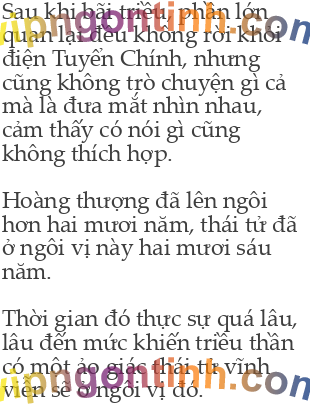 Sau khi bãi triều, phần lớn
quan lại đều không rời khỏi
điện Tuyển Chính, nhưng
cũng không trò chuyện gì cả
mà là đưa mắt nhìn nhau,
cảm thấy có nói gì cũng
không thích hợp.
Hoàng thượng đã lên ngôi
hơn hai mươi năm, thái tử đã
ở ngôi vị này hai mươi sáu
năm.
Thời gian đó thực sự quá lâu,
lâu đến mức khiến triều thần
có một ảo giác thái tử vĩnh
viễn sẽ ở ngôi vị đó.
vipngontinh.com
vipngontinh.com